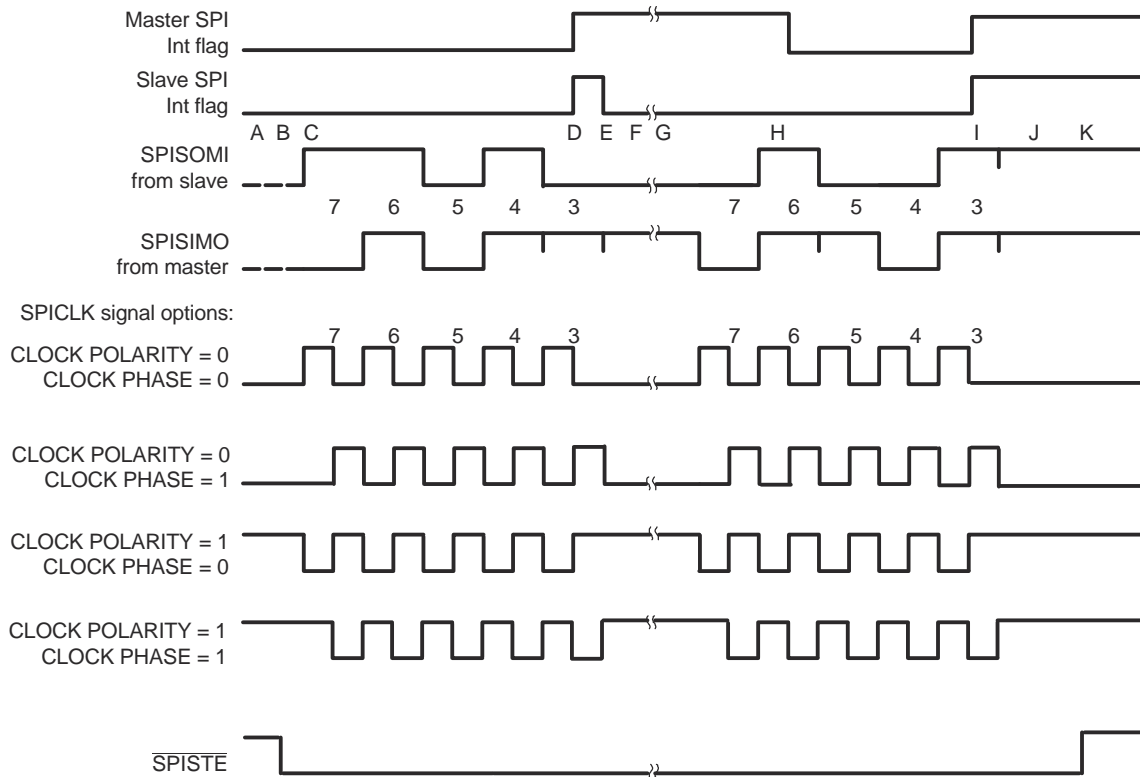 Master SPI
Int flag
Slave SPI
Int flag
A B C D E F G H I J K
SPISOMI
from slave
7 6 5 4 3 7 6 5 4 3
SPISIMO
from master
SPICLK signal options:
7 6 5 4 3 7 6 5 4 3
CLOCK POLARITY = 0
CLOCK PHASE = 0
CLOCK POLARITY = 0
CLOCK PHASE = 1
CLOCK POLARITY = 1
CLOCK PHASE = 0
CLOCK POLARITY = 1
CLOCK PHASE = 1
SPISTE